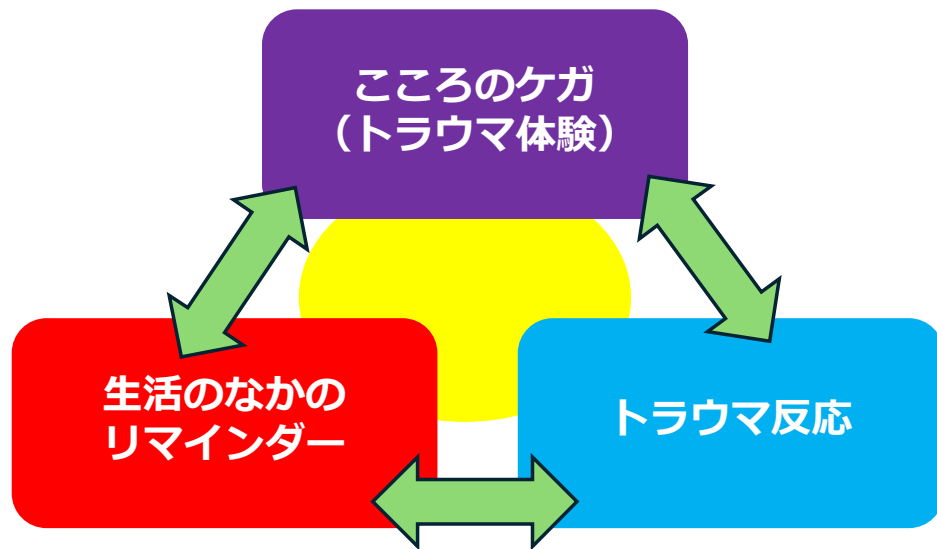 こころのケガ
（トラウマ体験）
生活のなかの
リマインダー
トラウマ反応